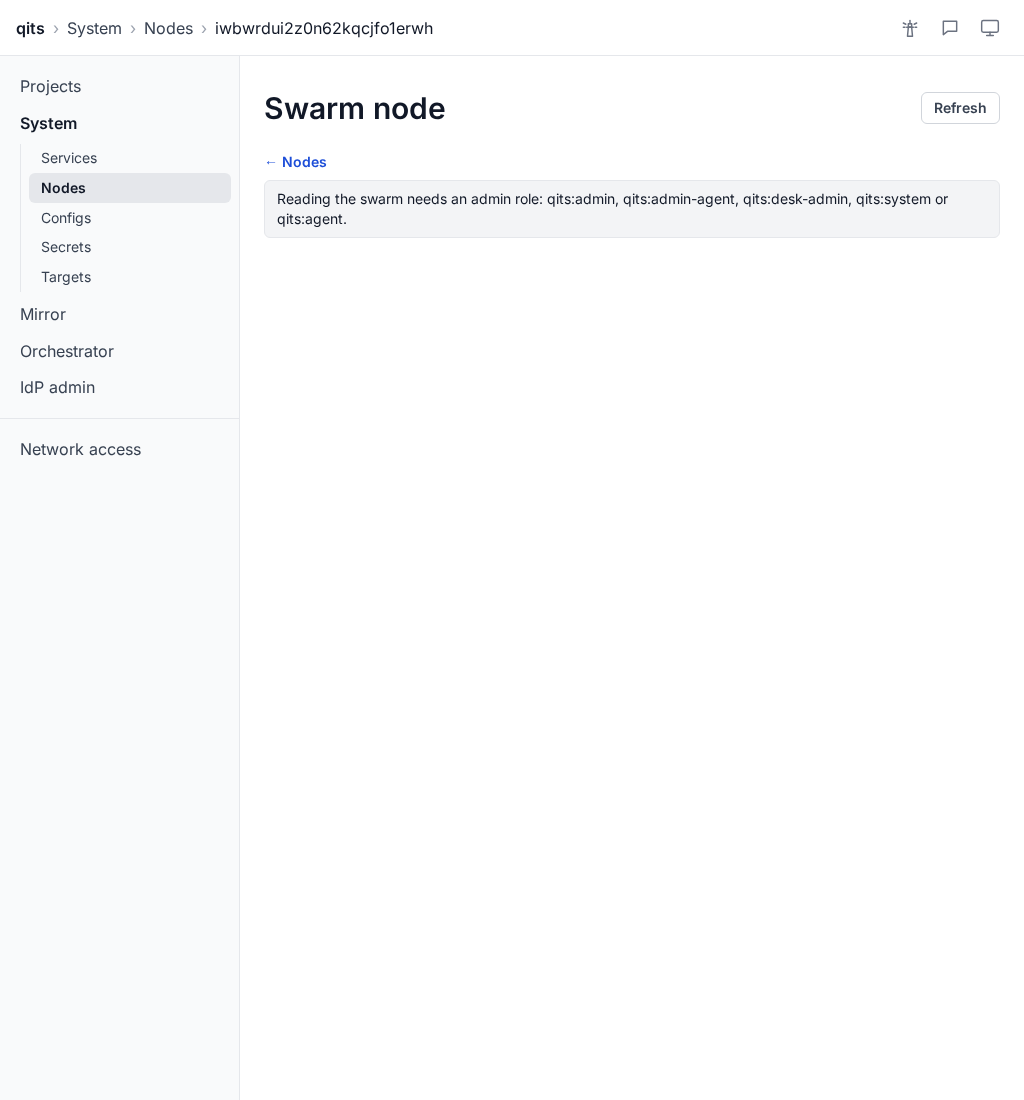 qits › System › Nodes › iwbwrdui2z0n62kqcjfo1erwh
Projects
System
Services
Nodes
Configs
Secrets
Targets
Mirror
Orchestrator
IdP admin
Network access
Swarm node
Refresh
← Nodes
Reading the swarm needs an admin role: qits:admin, qits:admin-agent, qits:desk-admin, qits:system or
qits:agent.